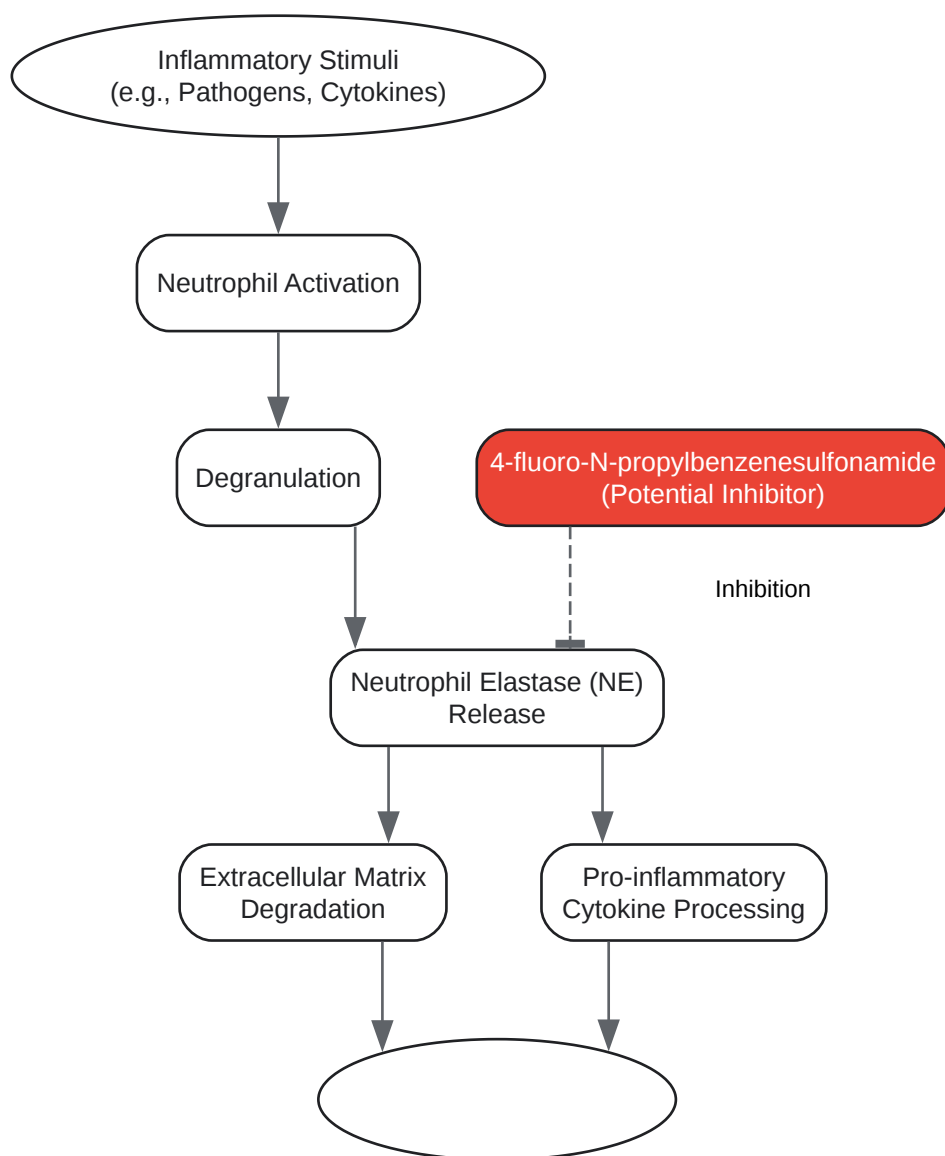 Inflammatory Stimuli
(e.g., Pathogens, Cytokines)
Neutrophil Activation
Degranulation
4-fluoro-N-propylbenzenesulfonamide
(Potential Inhibitor)
Inhibition
Neutrophil Elastase (NE)
Release
Extracellular Matrix
Degradation
Pro-inflammatory
Cytokine Processing